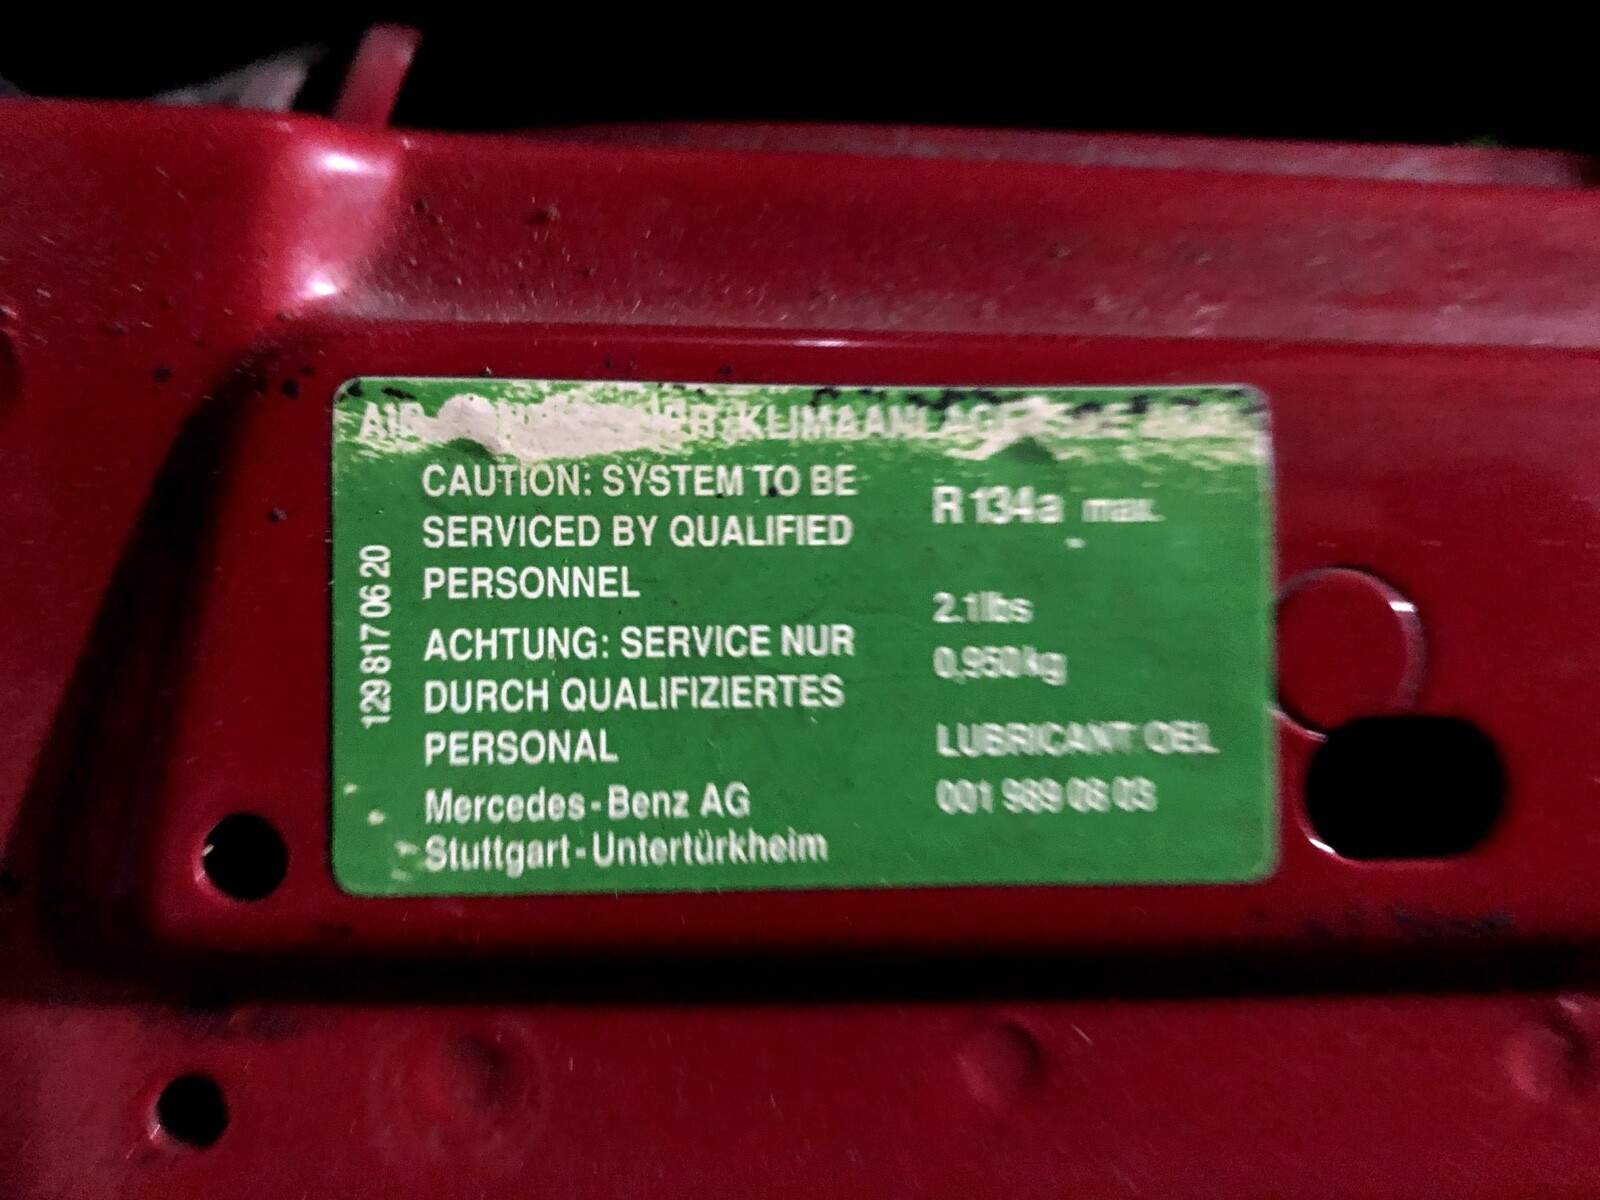 KLIMAANLAGE
CAUTION: SYSTEM TO BE
SERVICED BY QUALIFIED
PERSONNEL
ACHTUNG: SERVICE NUR
DURCH QUALIFIZIERTES
PERSONAL
Mercedes-Benz AG
Stuttgart-Untertürkheim
129 817 06 20
R 134a max.
2.1lbs
0,950kg
LUBRICANT OEL
001 989 08 03